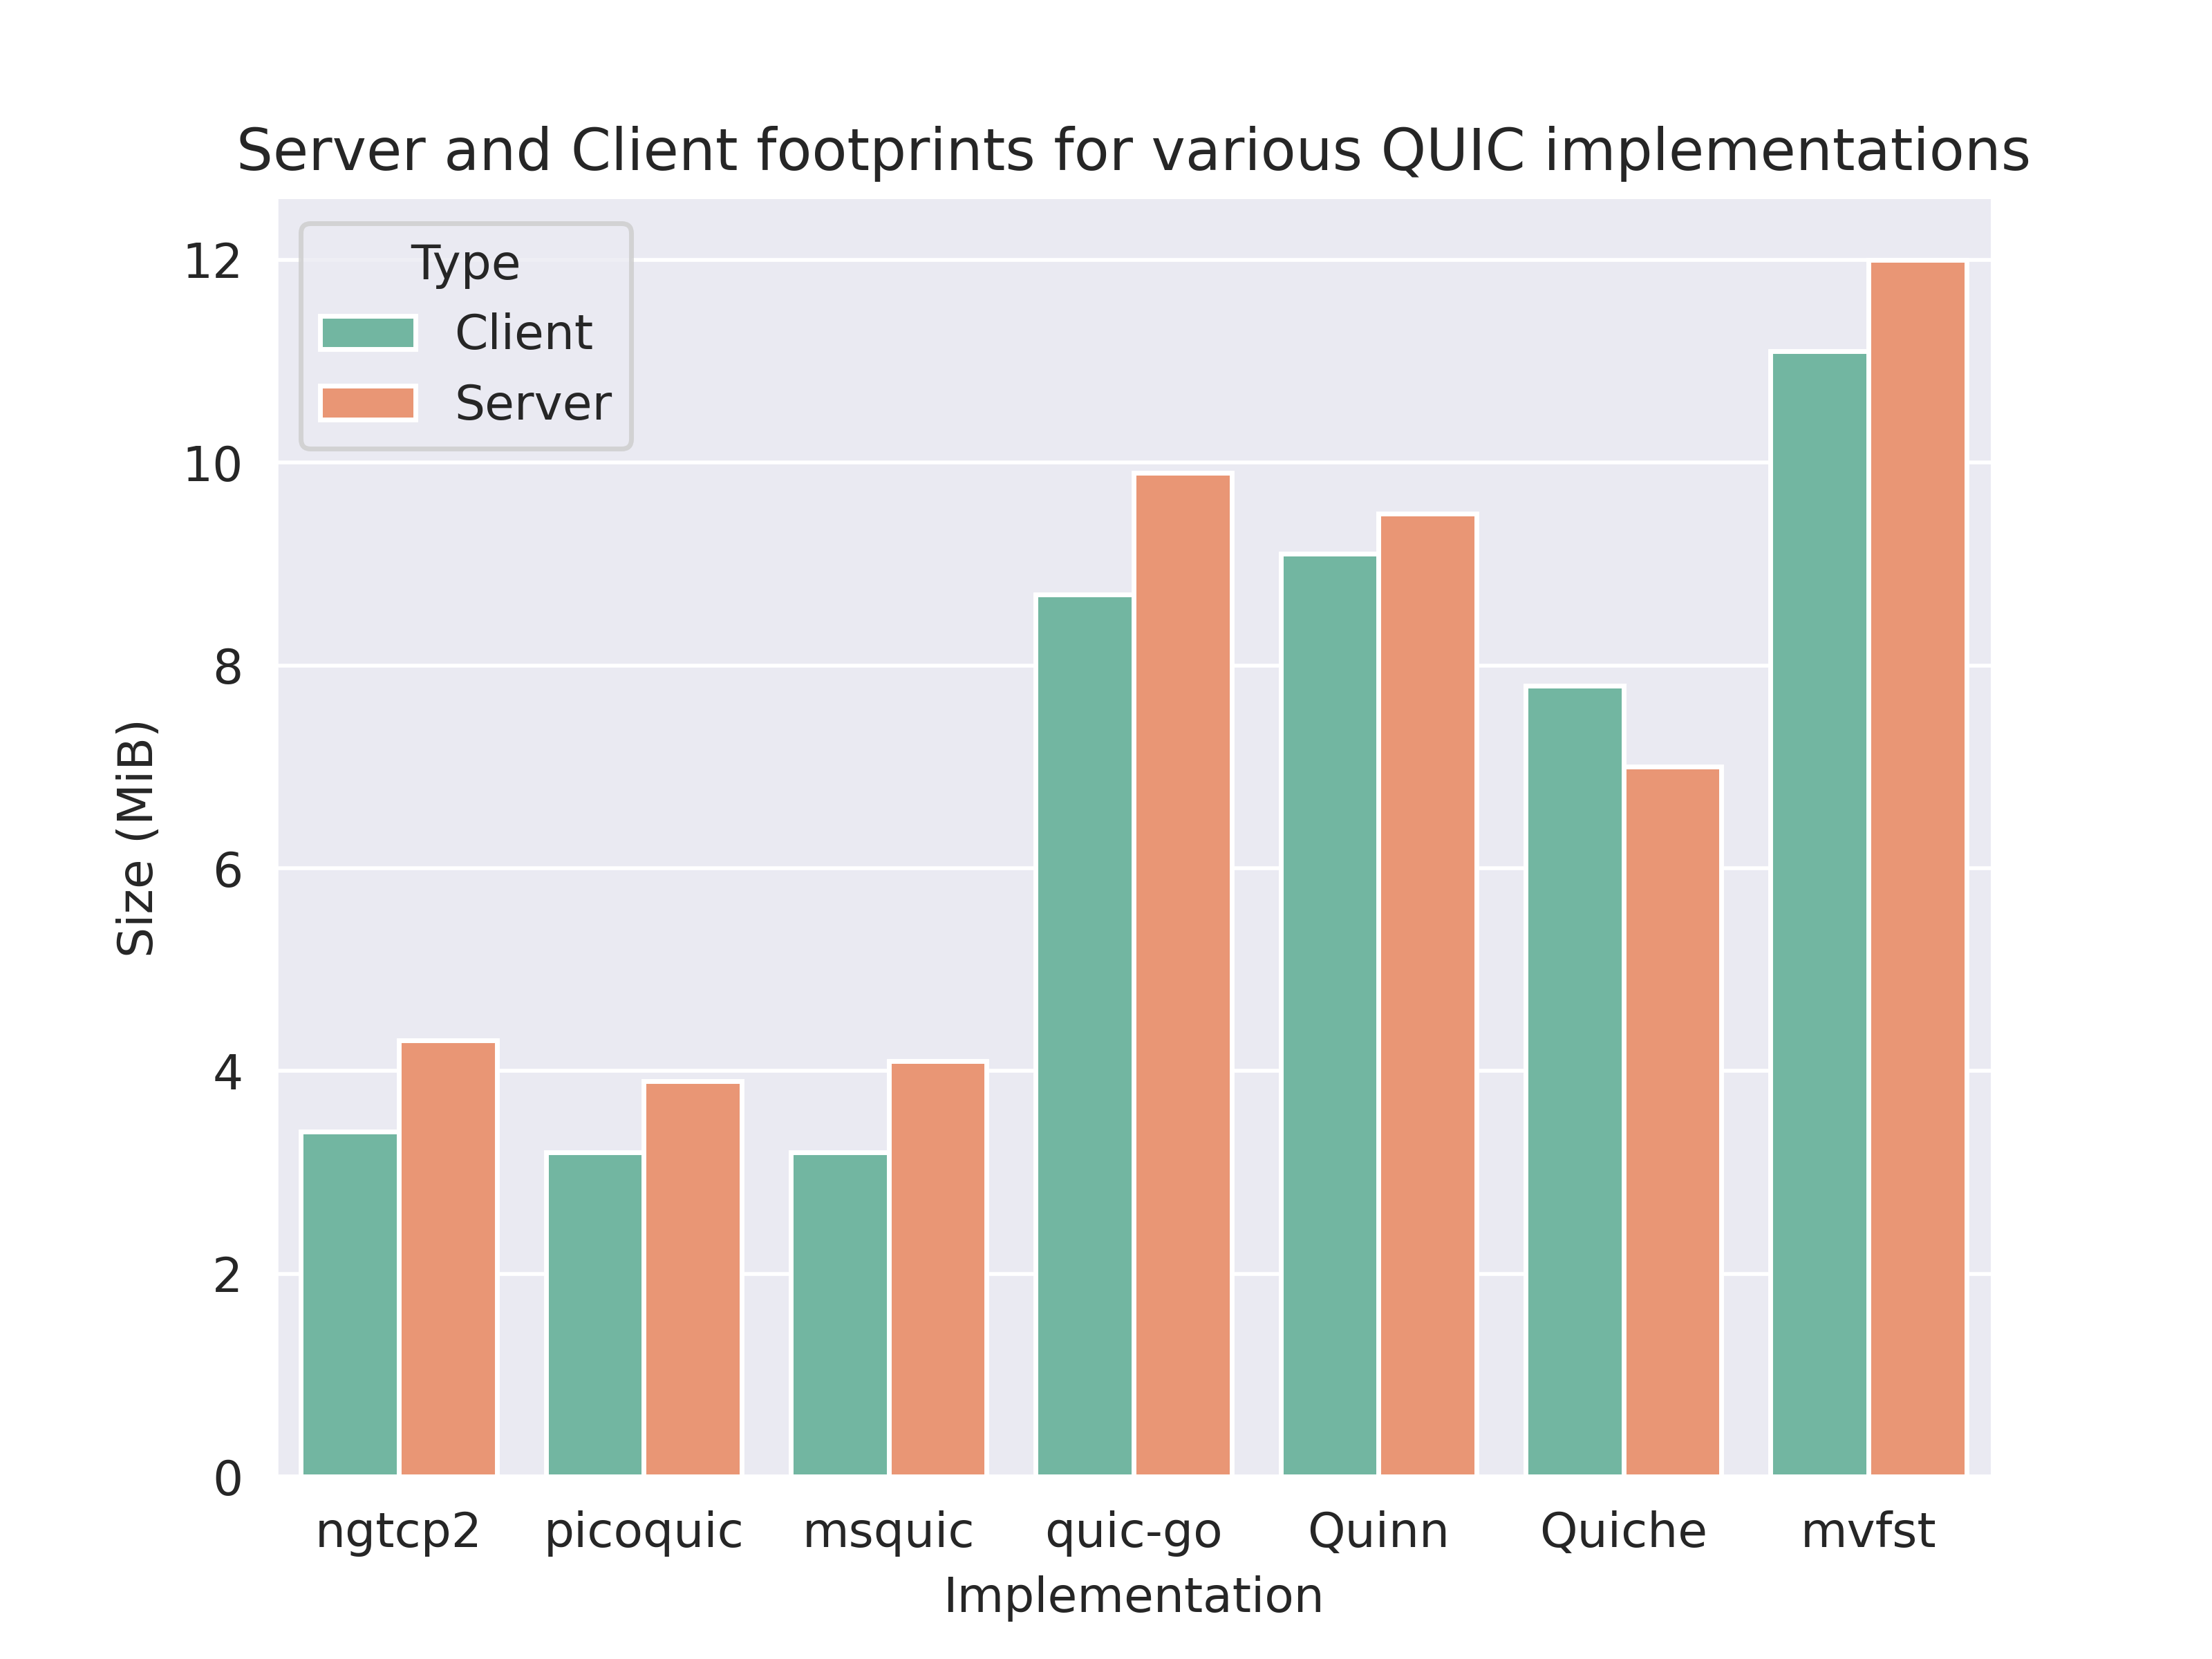 Server and Client footprints for various QUIC implementations
Type
Client
Server
12
10
8
6
4
2
0
Size (MiB)
ngtcp2 picoquic msquic quic-go Quinn Quiche mvfst
Implementation